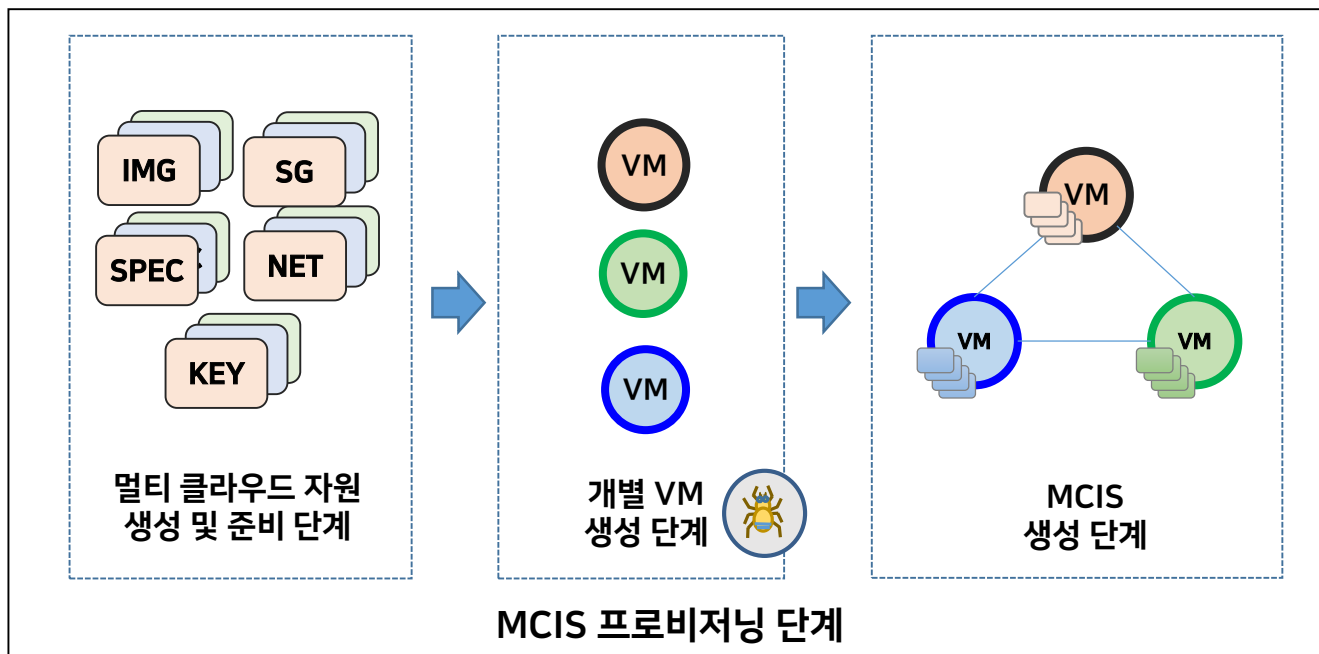 IMG
SG
SPEC
NET
KEY
멀티 클라우드 자원
생성 및 준비 단계
VM
VM
VM
개별 VM
생성 단계
VM
VM
VM
MCIS
생성 단계
MCIS 프로비저닝 단계